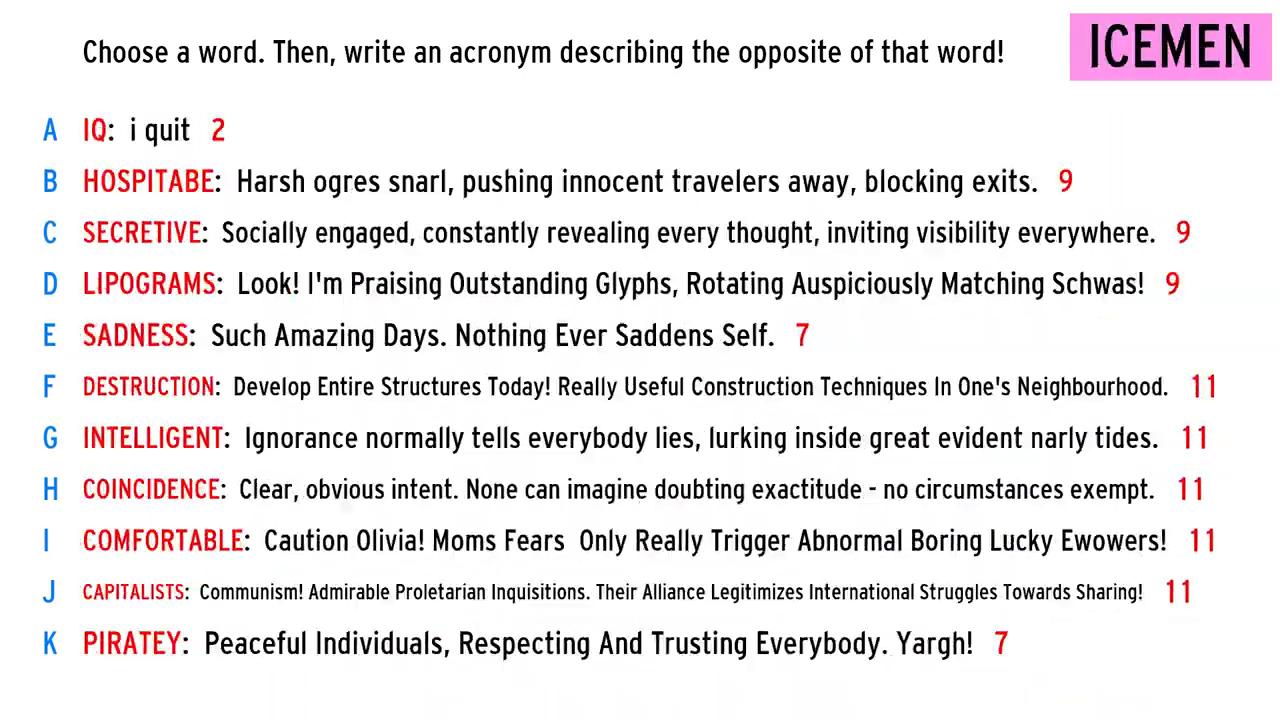 Choose a word. Then, write an acronym describing the opposite of that word!
ICEMEN
A IQ: i quit 2
B HOSPITABE: Harsh ogres snarl, pushing innocent travelers away, blocking exits. 9
C SECRETIVE: Socially engaged, constantly revealing every thought, inviting visibility everywhere. 9
D LIPOGRAMS: Look! I'm Praising Outstanding Glyphs, Rotating Auspiciously Matching Schwas! 9
E SADNESS: Such Amazing Days. Nothing Ever Saddens Self. 7
F DESTRUCTION: Develop Entire Structures Today! Really Useful Construction Techniques In One's Neighbourhood. 11
G INTELLIGENT: Ignorance normally tells everybody lies, lurking inside great evident narly tides. 11
H COINCIDENCE: Clear, obvious intent. None can imagine doubting exactitude - no circumstances exempt. 11
I COMFORTABLE: Caution Olivia! Moms Fears Only Really Trigger Abnormal Boring Lucky Ewowers! 11
J CAPITALISTS: Communism! Admirable Proletarian Inquisitions. Their Alliance Legitimizes International Struggles Towards Sharing! 11
K PIRATEY: Peaceful Individuals, Respecting And Trusting Everybody. Yargh! 7